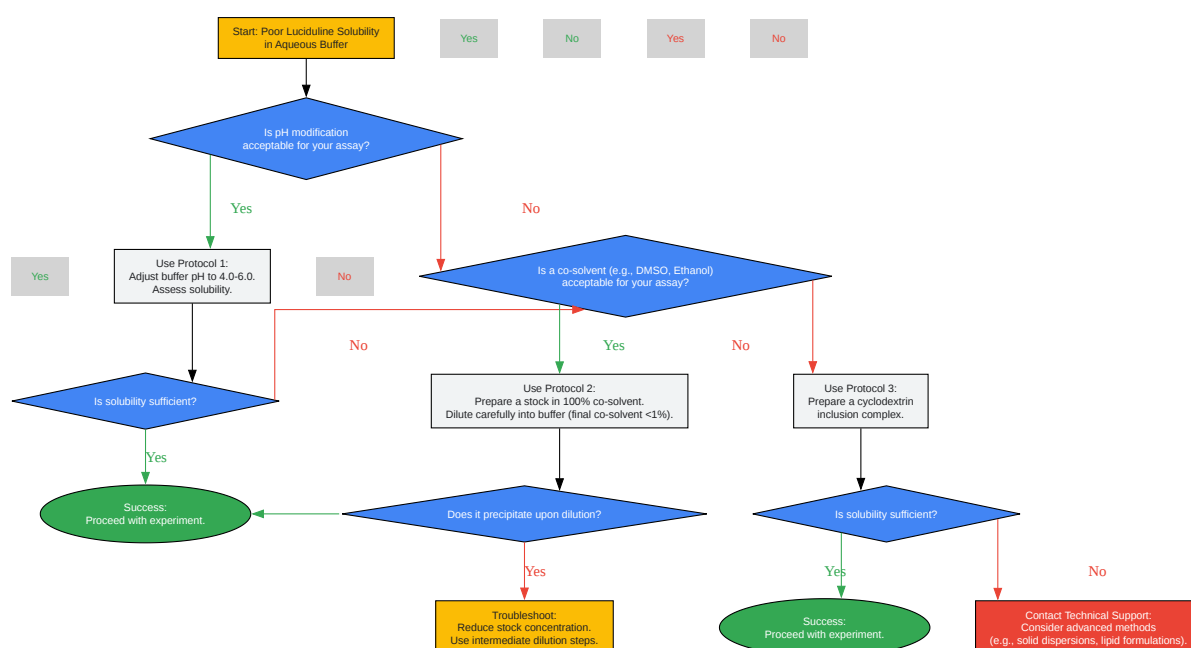 Start: Poor Luciduline Solubility
in Aqueous Buffer
Yes
No
Yes
No
Is pH modification
acceptable for your assay?
Yes
No
Use Protocol 1:
Adjust buffer pH to 4.0-6.0.
Assess solubility.
Yes
No
Is a co-solvent (e.g., DMSO, Ethanol)
acceptable for your assay?
No
Yes
No
Is solubility sufficient?
Use Protocol 2:
Prepare a stock in 100% co-solvent.
Dilute carefully into buffer (final co-solvent <1%).
Use Protocol 3:
Prepare a cyclodextrin
inclusion complex.
Yes
Success:
Proceed with experiment.
Does it precipitate upon dilution?
Is solubility sufficient?
Yes
Yes
No
Troubleshoot:
Reduce stock concentration.
Use intermediate dilution steps.
Success:
Proceed with experiment.
Contact Technical Support:
Consider advanced methods
(e.g., solid dispersions, lipid formulations).